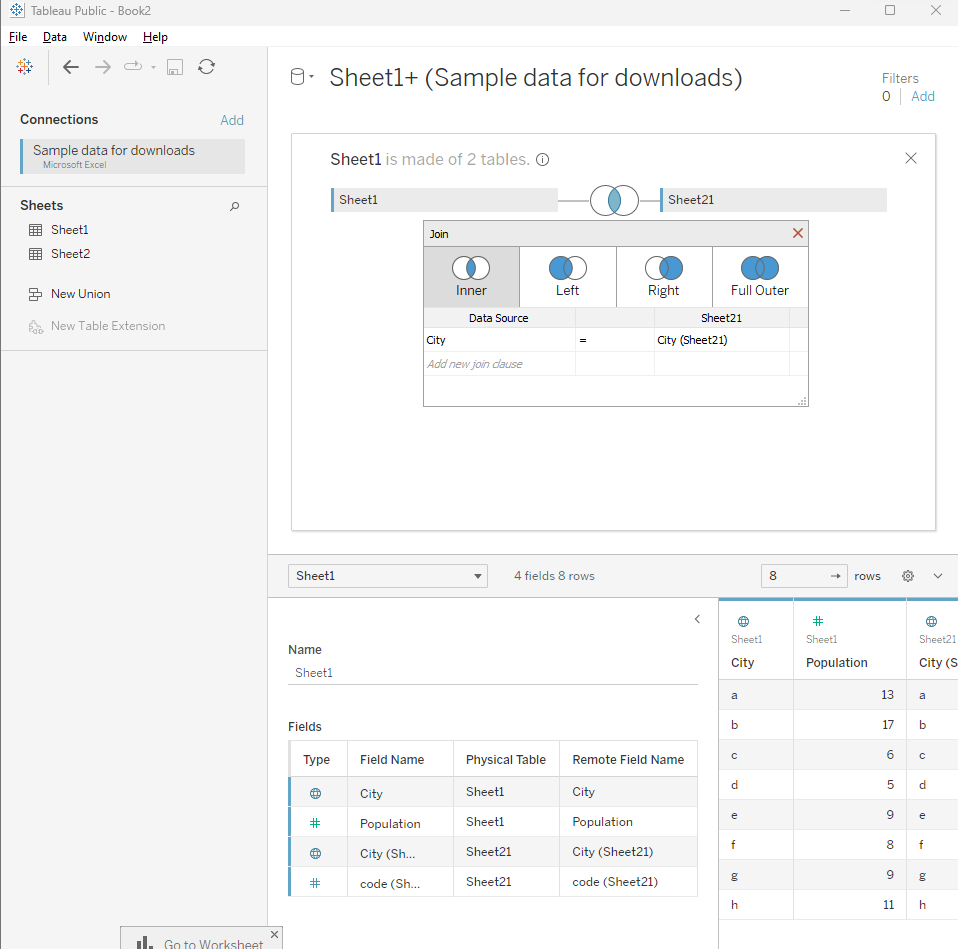 Tableau Public - Book2
File Data Window Help
Connections
Add
Sample data for downloads
Microsoft Excel
Sheets
Sheet1
Sheet2
New Union
New Table Extension
Sheet1+ (Sample data for downloads)
Filters
0 Add
Sheet1 is made of 2 tables.
Sheet1
Sheet21
Join
Inner Left Right Full Outer
Data Source Sheet21
City = City (Sheet21)
Add new join clause
Sheet1 4 fields 8 rows 8 → rows
Name
Sheet1
Fields
Type Field Name Physical Table Remote Field Name
City Sheet1 City
Population Sheet1 Population
City (Sh... Sheet21 City (Sheet21)
code (Sh... Sheet21 code (Sheet21)
Sheet1 Sheet1 Sheet21
City Population City (S
a 13 a
b 17 b
c 6 c
d 5 d
e 9 e
f 8 f
g 9 g
h 11 h
Go to Worksheet